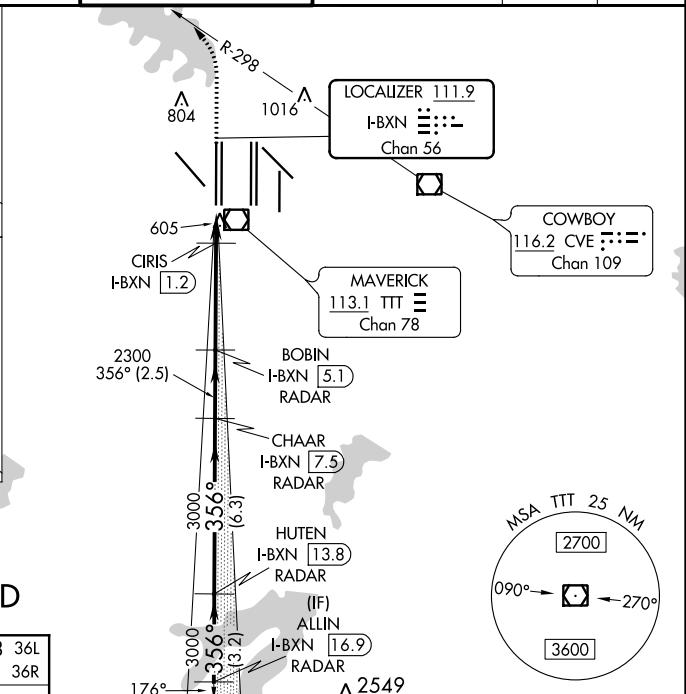 R-298
804
1016
LOCALIZER 111.9
I-BXN
Chan 56
605
CIRIS
I-BXN 1.2
COWBOY
116.2 CVE
Chan 109
MAVERICK
113.1 TTT
Chan 78
2300
356° (2.5)
BOBIN
I-BXN 5.1
RADAR
CHAAR
I-BXN 7.5
RADAR
3000
356°
(6.3)
HUTEN
I-BXN 13.8
RADAR
MSA TTT 25 NM
2700
090°
270°
3600
D
(IF)
ALLIN
I-BXN 16.9
RADAR
3000
356°
(3.2)
36L
36R
176°
2549